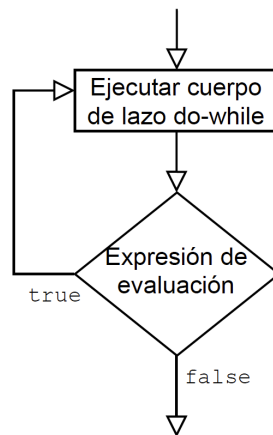 Ejecutar cuerpo
de lazo do-while
Expresión de
evaluación
true
false